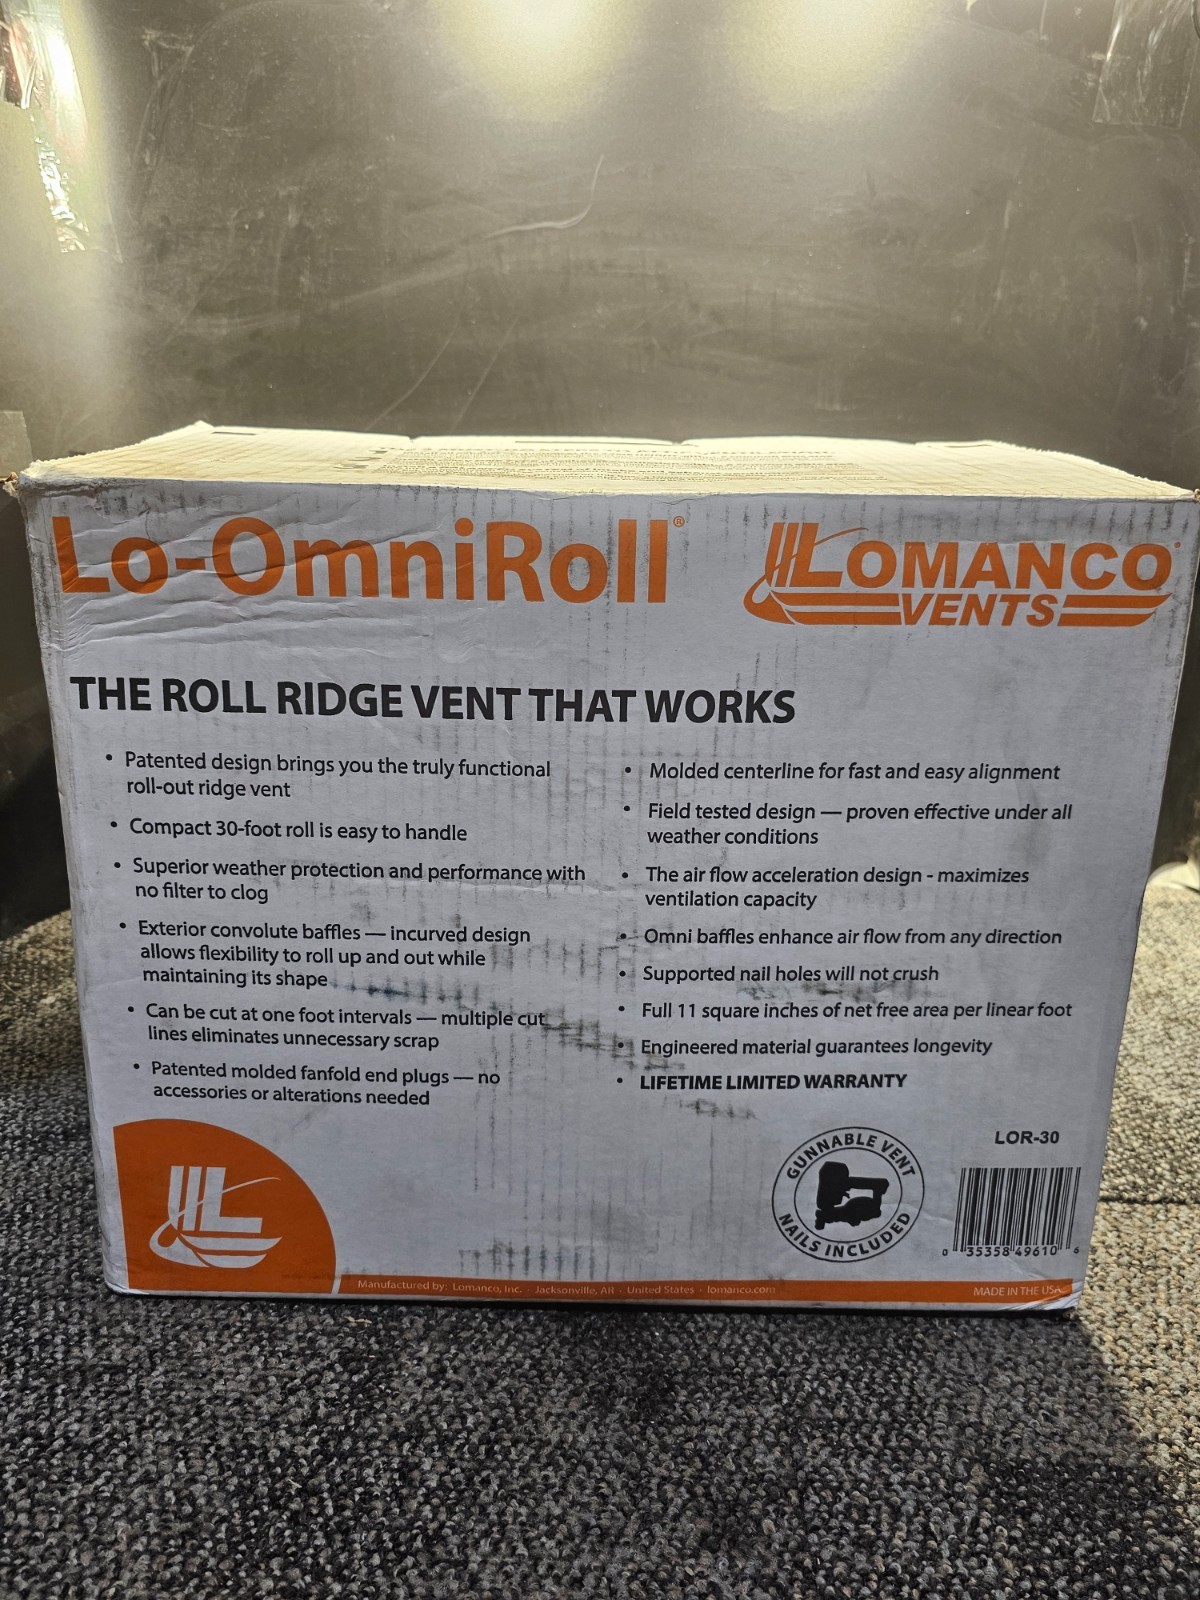 Lo-OmniRoll®
LOMANCO
VENTS
THE ROLL RIDGE VENT THAT WORKS
• Patented design brings you the truly functional
roll-out ridge vent
• Compact 30-foot roll is easy to handle
• Superior weather protection and performance with
no filter to clog
• Exterior convolute baffles — incurved design
allows flexibility to roll up and out while
maintaining its shape
• Can be cut at one foot intervals — multiple cut
lines eliminates unnecessary scrap
• Patented molded fanfold end plugs — no
accessories or alterations needed
• Molded centerline for fast and easy alignment
• Field tested design — proven effective under all
weather conditions
• The air flow acceleration design - maximizes
ventilation capacity
• Omni baffles enhance air flow from any direction
• Supported nail holes will not crush
• Full 11 square inches of net free area per linear foot
• Engineered material guarantees longevity
• LIFETIME LIMITED WARRANTY
GUNNABLE VENT
NAILS INCLUDED
LOR-30
0 35358 49610 6
Manufactured by: Lomanco, Inc. · Jacksonville, AR · United States · lomanco.com
MADE IN THE USA